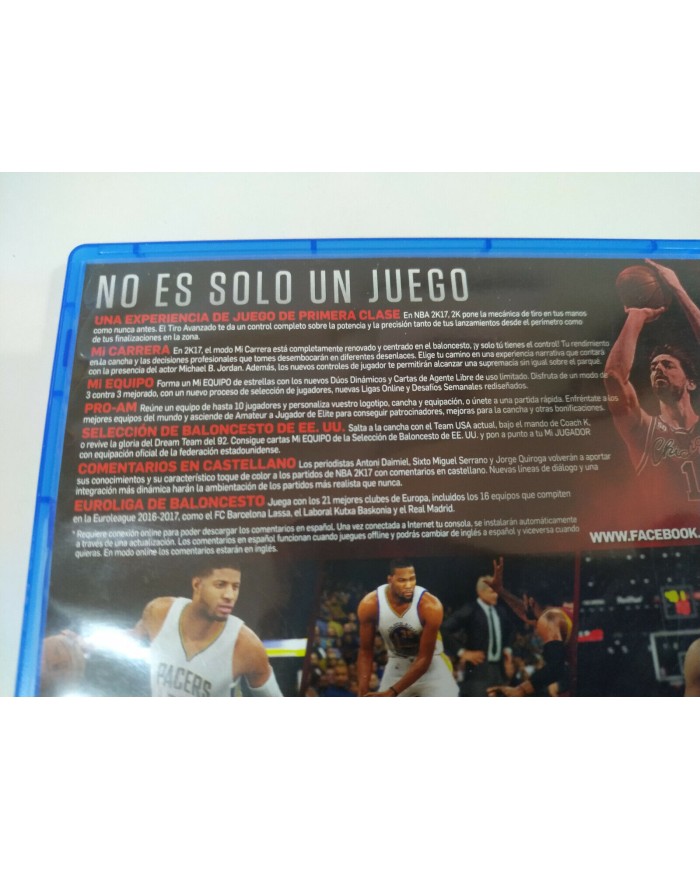 NO ES SOLO UN JUEGO
UNA EXPERIENCIA DE JUEGO DE PRIMERA CLASE En NBA 2K17, 2K pone la mecánica de tiro en tus manos
como nunca antes. El Tiro Avanzado te da un control completo sobre la potencia y la precisión tanto de tus lanzamientos desde el perímetro como
de tus finalizaciones en la zona.
Mi CARRERA En 2K17, el modo Mi Carrera está completamente renovado y centrado en el baloncesto, ¡y solo tú tienes el control! Tu rendimiento
en la cancha y las decisiones profesionales que tomes desembocarán en diferentes desenlaces. Elige tu camino en una experiencia narrativa que contará
con la presencia del actor Michael B. Jordan. Además, los nuevos controles de jugador te permitirán alcanzar una supremacía sin igual sobre el parqué.
Mi EQUIPO Forma un Mi EQUIPO de estrellas con los nuevos Dúos Dinámicos y Cartas de Agente Libre de uso limitado. Disfruta de un modo de
3 contra 3 mejorado, con un nuevo proceso de selección de jugadores, nuevas Ligas Online y Desafíos Semanales rediseñados.
PRO-AM Reúne un equipo de hasta 10 jugadores y personaliza vuestro logotipo, cancha y equipación, o únete a una partida rápida. Enfréntate a los
mejores equipos del mundo y asciende de Amateur a Jugador de Elite para conseguir patrocinadores, mejoras para la cancha y otras bonificaciones.
SELECCIÓN DE BALONCESTO DE EE. UU. Salta a la cancha con el Team USA actual, bajo el mando de Coach K,
o revive la gloria del Dream Team del 92. Consigue cartas Mi EQUIPO de la Selección de Baloncesto de EE. UU. y pon a punto a tu Mi JUGADOR
con equipación oficial de la federación estadounidense.
COMENTARIOS EN CASTELLANO Los periodistas Antoni Daimiel, Sixto Miguel Serrano y Jorge Quiroga volverán a aportar
sus conocimientos y su característico toque de color a los partidos de NBA 2K17 con comentarios en castellano. Nuevas líneas de diálogo y una
integración más dinámica harán la ambientación de los partidos más realista que nunca.
EUROLIGA DE BALONCESTO Juega con los 21 mejores clubes de Europa, incluidos los 16 equipos que compiten
en la Euroleague 2016-2017, como el FC Barcelona Lassa, el Laboral Kutxa Baskonia y el Real Madrid.
* Requiere conexión online para poder descargar los comentarios en español. Una vez conectada a Internet tu consola, se instalarán automáticamente
a través de una actualización. Los comentarios en español funcionan cuando juegues offline y podrás cambiar de inglés a español y viceversa cuando
quieras. En modo online los comentarios estarán en inglés.
WWW.FACEBOOK.
PACERS